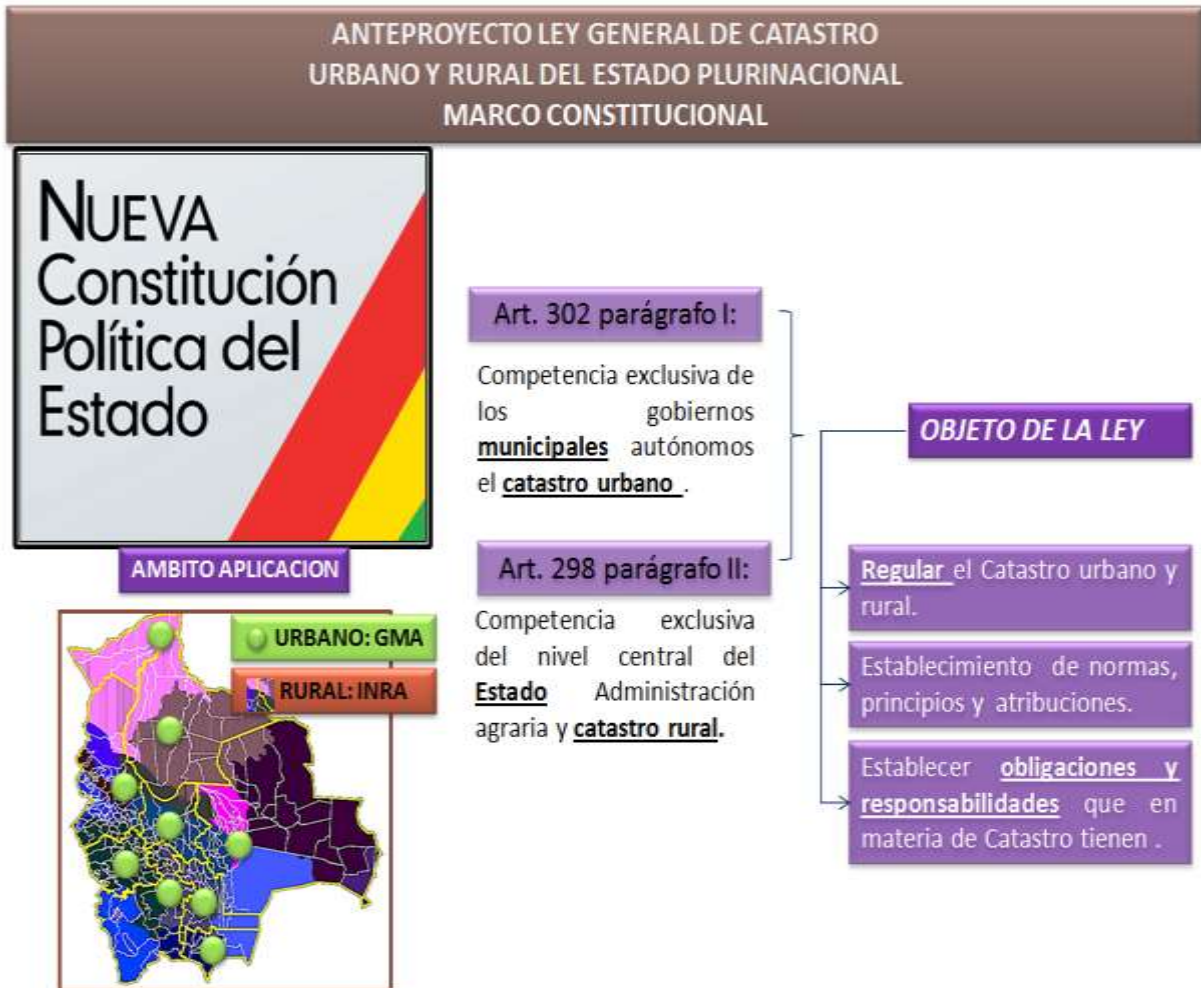 ANTEPROYECTO LEY GENERAL DE CATASTRO
URBANO Y RURAL DEL ESTADO PLURINACIONAL
MARCO CONSTITUCIONAL
NUEVA
Constitución
Política del
Estado
AMBITO APLICACION
URBANO: GMA
RURAL: INRA
Art. 302 parágrafo I:
Competencia exclusiva de
los gobiernos
municipales autónomos
el catastro urbano .
Art. 298 parágrafo II:
Competencia exclusiva
del nivel central del
Estado Administración
agraria y catastro rural.
OBJETO DE LA LEY
Regular el Catastro urbano y
rural.
Establecimiento de normas,
principios y atribuciones.
Establecer obligaciones y
responsabilidades que en
materia de Catastro tienen .